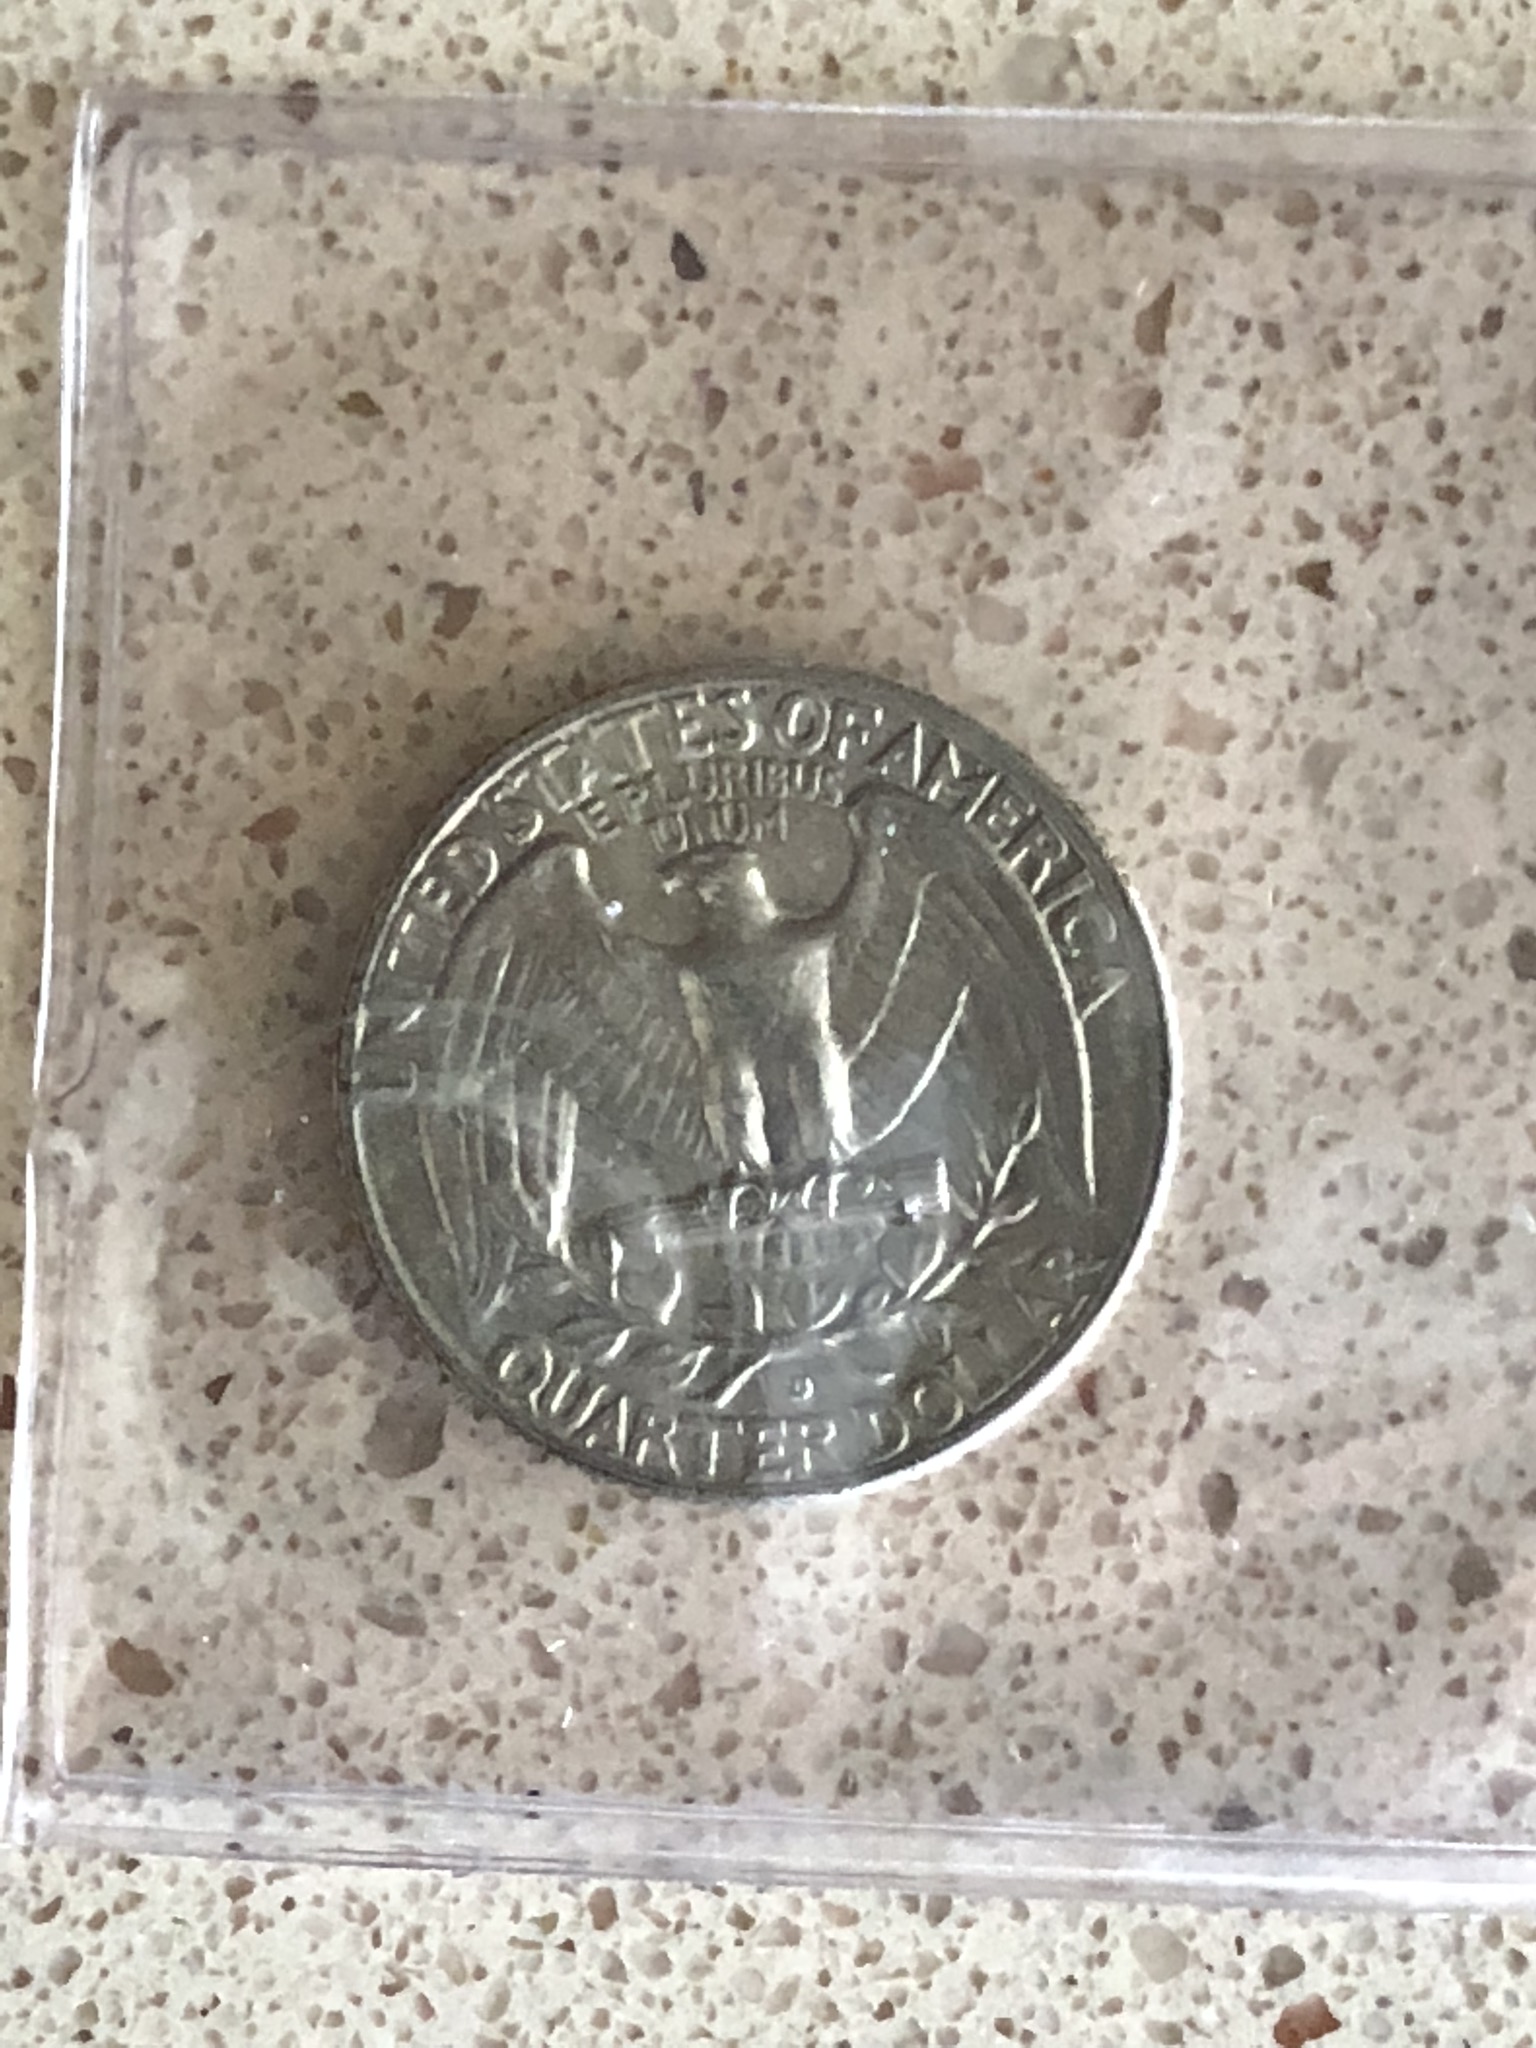 UNITED STATES OF AMERICA
E PLURIBUS
UNUM
D
QUARTER DOLLAR